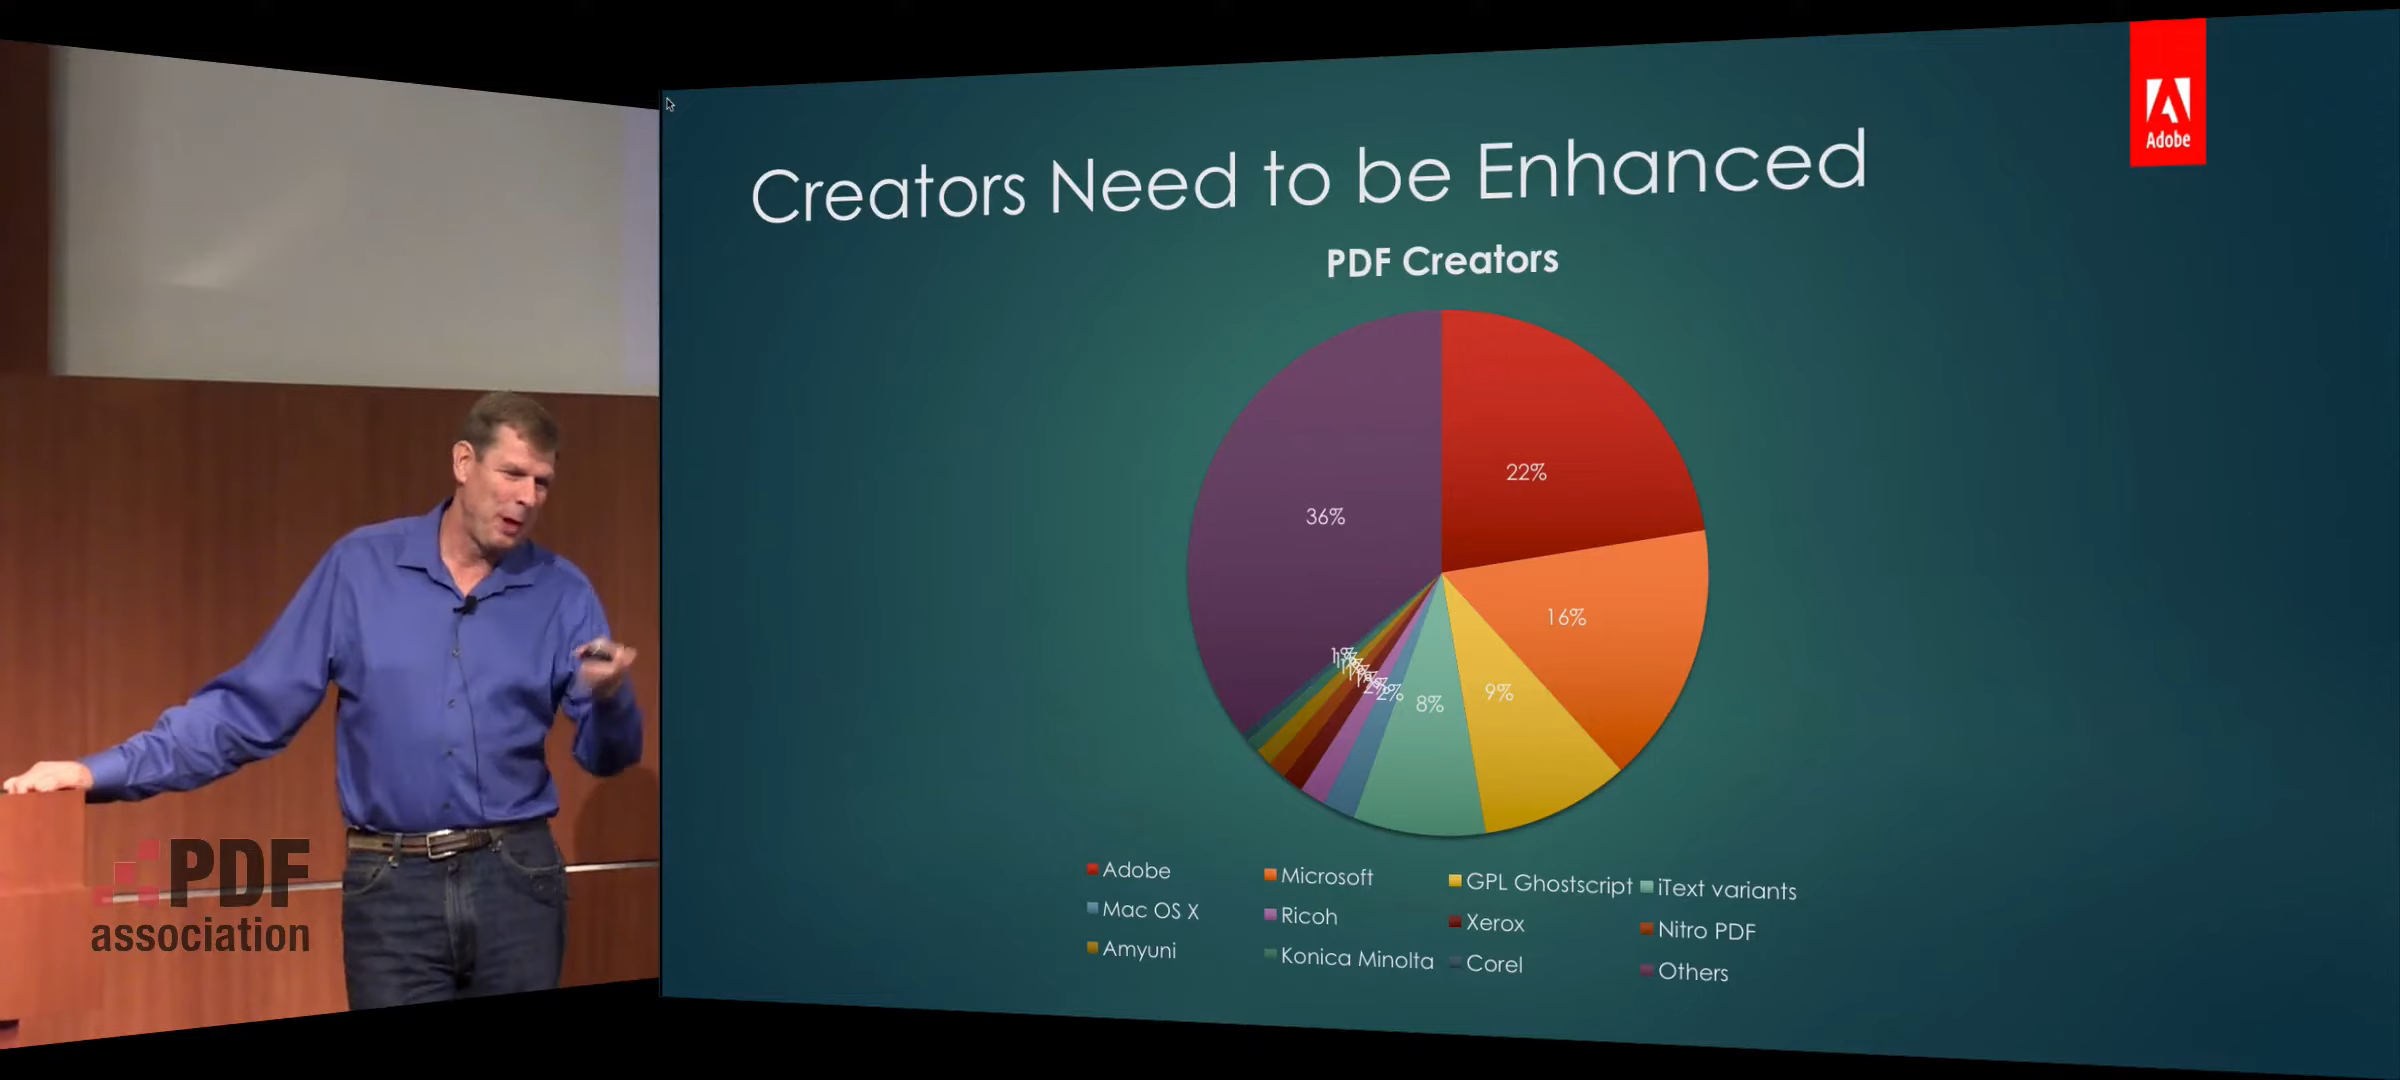 Adobe
Creators Need to be Enhanced
PDF Creators
36%
22%
16%
9%
8%
2%
Adobe
Microsoft
GPL Ghostscript
iText variants
Mac OS X
Ricoh
Xerox
Nitro PDF
Amyuni
Konica Minolta
Corel
Others
PDF
association